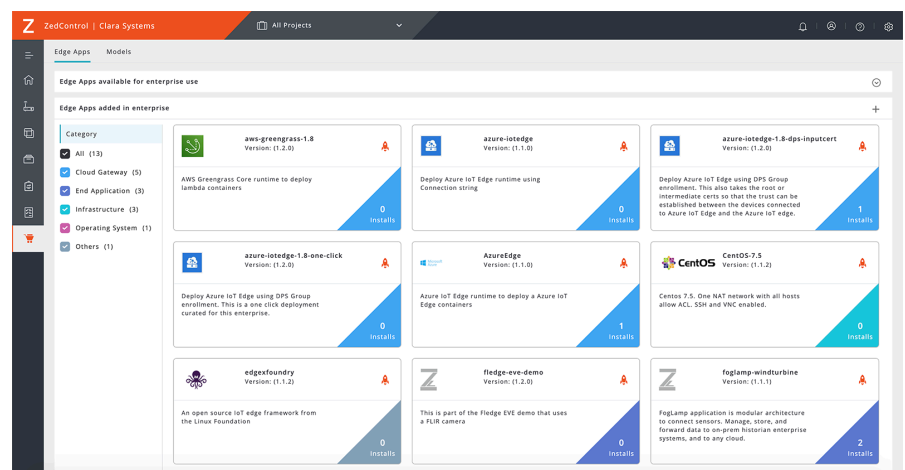 Z ZedControl | Clara Systems
All Projects
Edge Apps Models
Edge Apps available for enterprise use
Edge Apps added in enterprise
Category
All (13)
Cloud Gateway (5)
End Application (3)
Infrastructure (3)
Operating System (1)
Others (1)
aws-greengrass-1.8
Version: (1.2.0)
AWS Greengrass Core runtime to deploy
lambda containers
0
Installs
azure-iotedge
Version: (1.1.0)
Deploy Azure IoT Edge runtime using
Connection string
0
Installs
azure-iotedge-1.8-dps-inputcert
Version: (1.2.0)
Deploy Azure IoT Edge using DPS Group
enrollment. This also takes the root or
intermediate certs so that the trust can be
established between the devices connected
to Azure IoT Edge and the Azure IoT edge.
1
Installs
azure-iotedge-1.8-one-click
Version: (1.2.0)
Deploy Azure IoT Edge using DPS Group
enrollment. This is a one click deployment
curated for this enterprise.
0
Installs
Microsoft
Azure
AzureEdge
Version: (1.1.0)
Azure IoT Edge runtime to deploy a Azure IoT
Edge containers
1
Installs
CentOS
CentOS-7.5
Version: (1.1.2)
Centos 7.5. One NAT network with all hosts
allow ACL. SSH and VNC enabled.
0
Installs
edgexfoundry
Version: (1.1.2)
An open source IoT edge framework from
the Linux Foundation
0
Installs
Z
fledge-eve-demo
Version: (1.2.0)
This is part of the Fledge EVE demo that uses
a FLIR camera
0
Installs
Z
foglamp-windturbine
Version: (1.1.1)
FogLamp application is modular architecture
to connect sensors. Manage, store, and
forward data to on-prem historian enterprise
systems, and to any cloud.
2
Installs